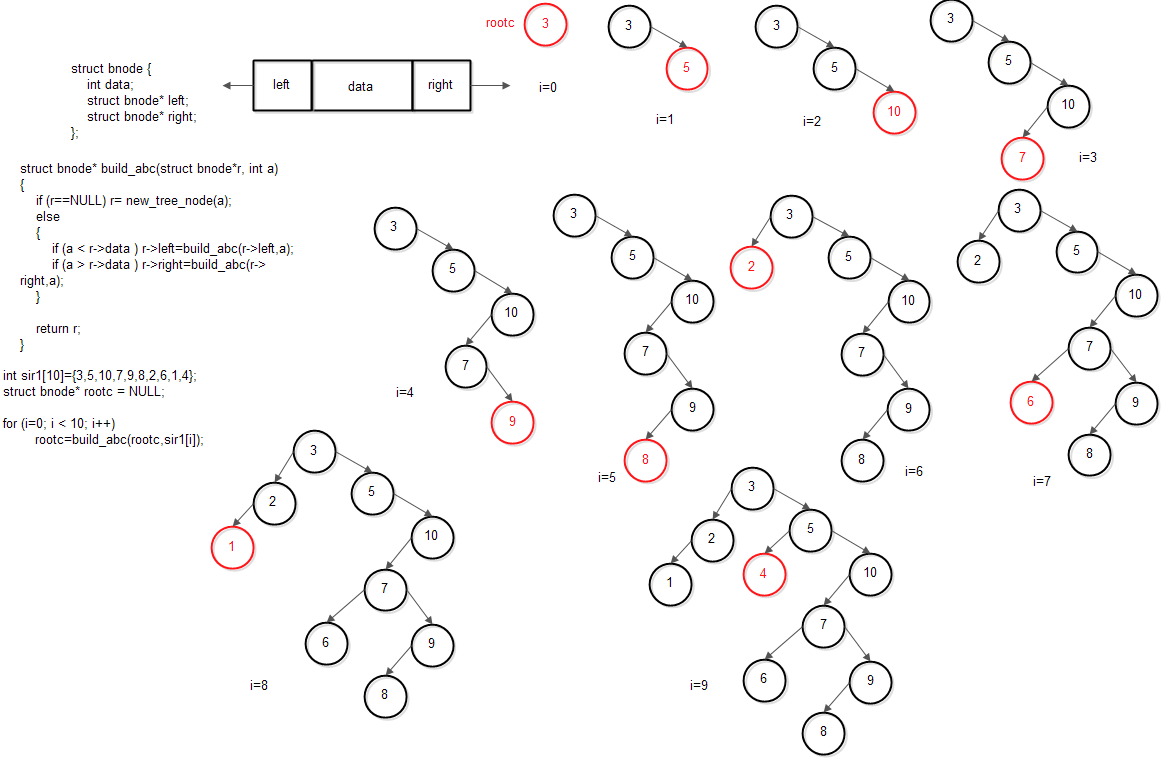 struct bnode {
int data;
struct bnode* left;
struct bnode* right;
};
left data right
rootc 3
i=0
3
5
i=1
3
5
10
i=2
3
5
10
7
i=3
struct bnode* build_abc(struct bnode*r, int a)
{
if (r==NULL) r= new_tree_node(a);
else
{
if (a < r->data ) r->left=build_abc(r->left,a);
if (a > r->data ) r->right=build_abc(r->
right,a);
}
return r;
}
int sir1[10]={3,5,10,7,9,8,2,6,1,4};
struct bnode* rootc = NULL;
for (i=0; i < 10; i++)
rootc=build_abc(rootc,sir1[i]);
3
5
10
7
9
i=4
3
5
10
7
9
8
i=5
3
2
5
10
7
9
8
i=6
3
2
5
10
7
6
9
8
i=7
3
2
5
1
10
7
6
9
8
i=8
3
2
5
1
4
10
7
6
9
8
i=9